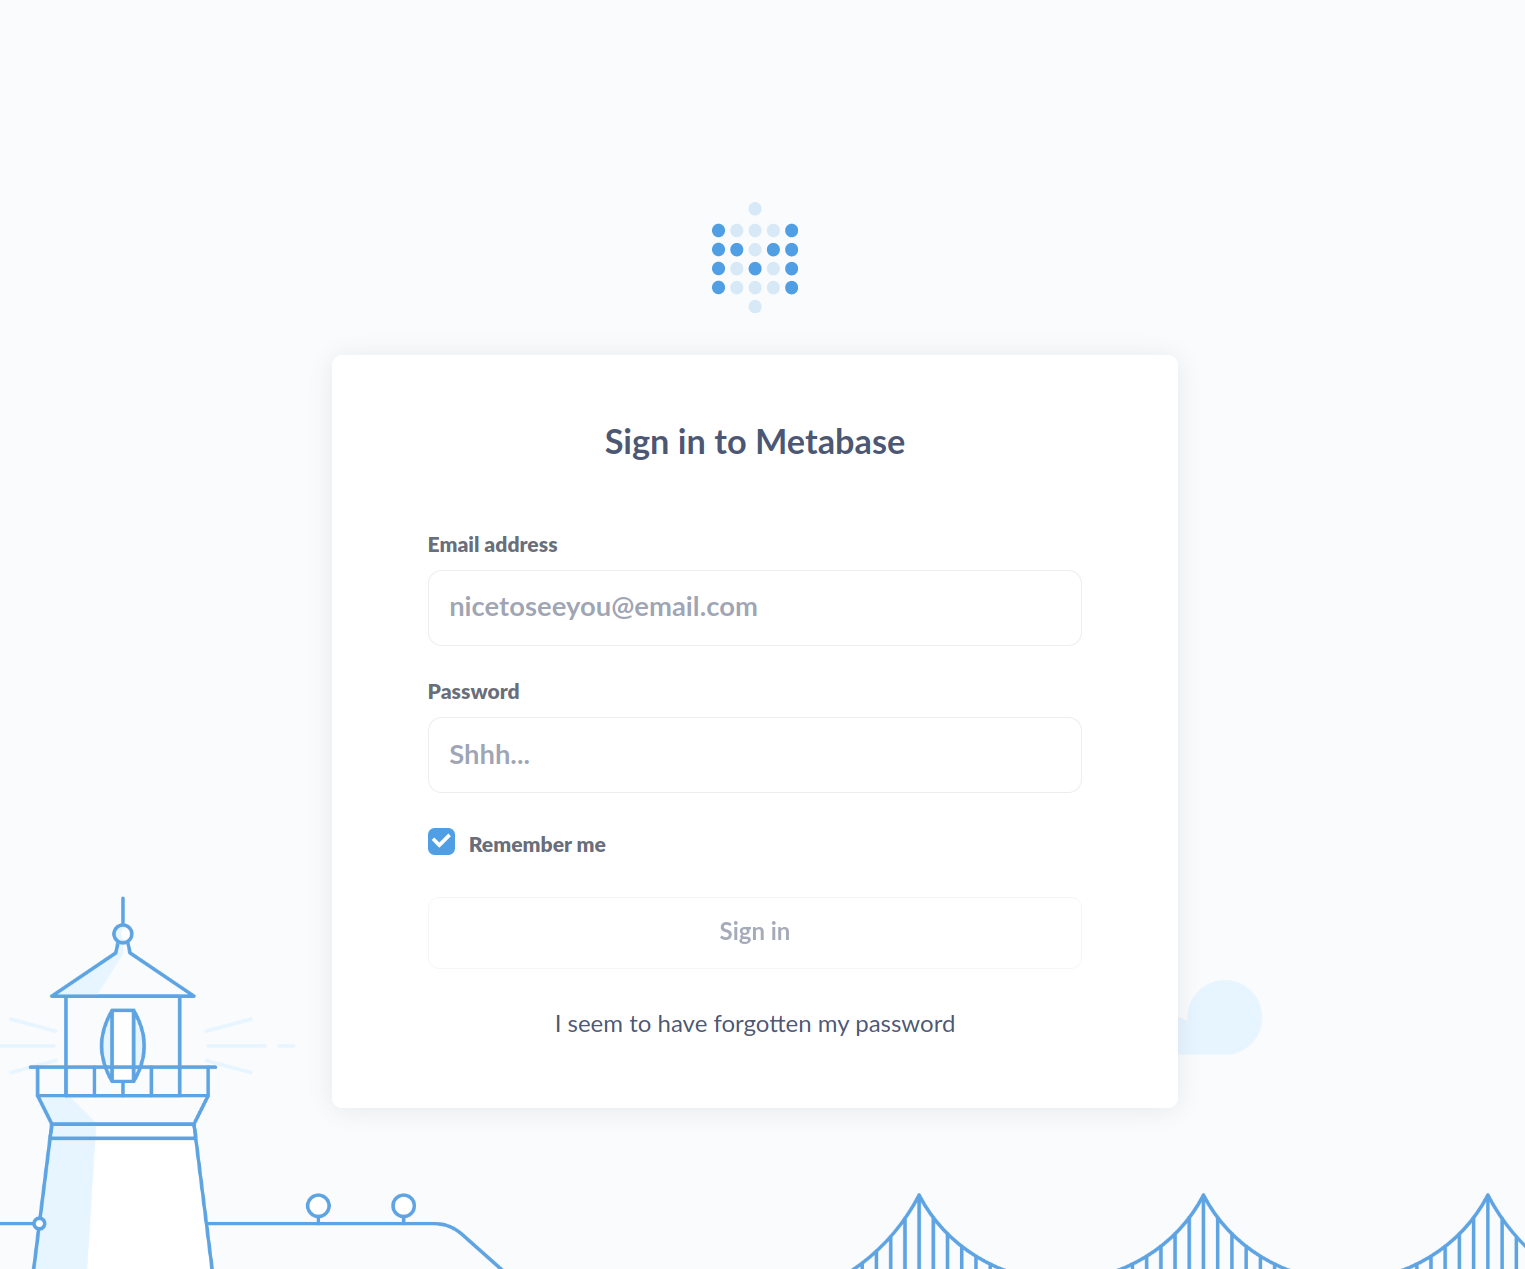 Sign in to Metabase
Email address
nicetoseeyou@email.com
Password
Shhh...
Remember me
Sign in
I seem to have forgotten my password